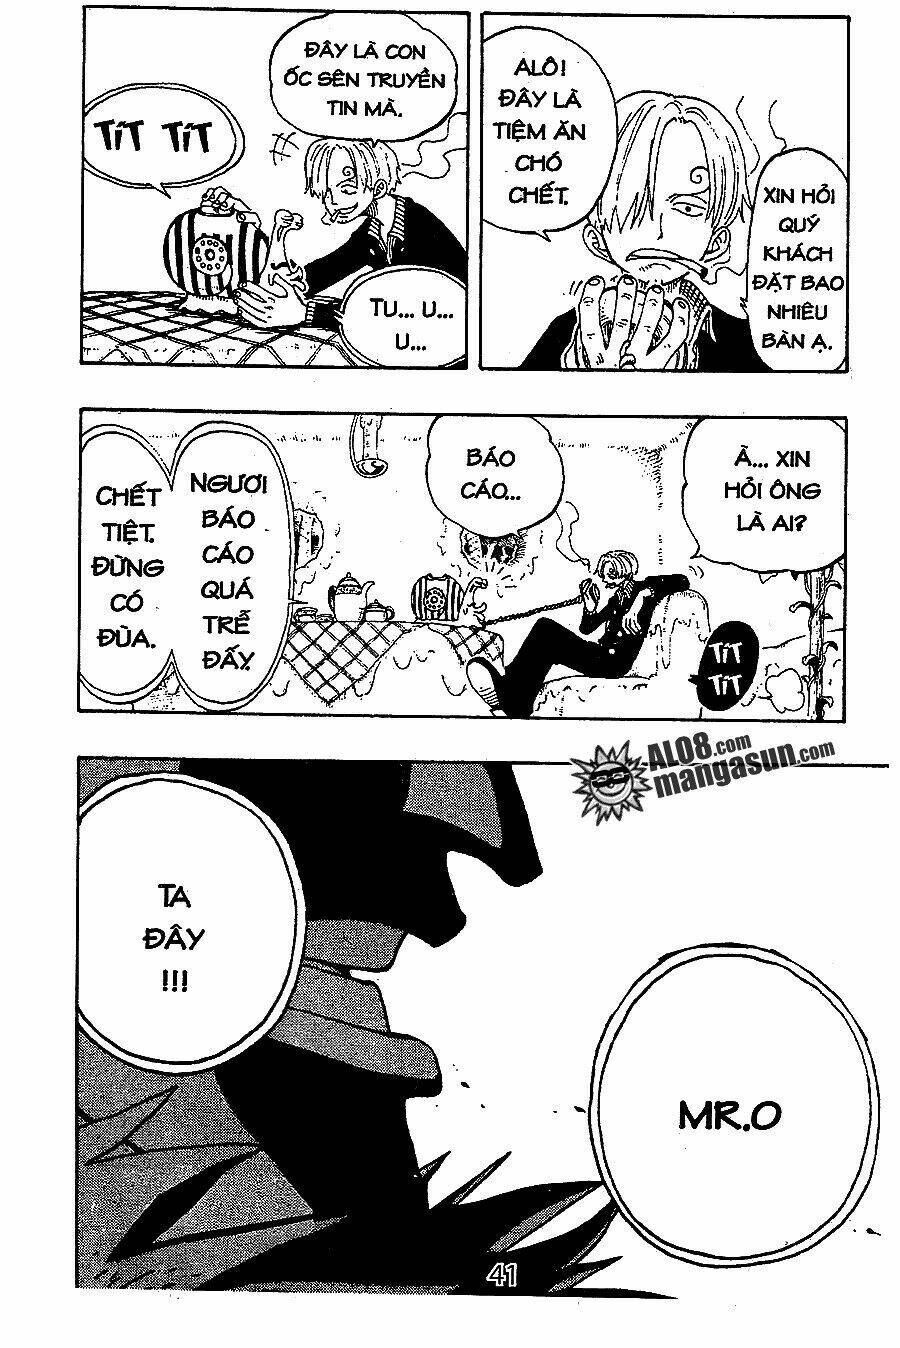 TÍT TÍT
ĐÂY LÀ CON
ỐC SÊN TRUYỀN
TIN MÀ.
TU... U...
U...
ALÔ!
ĐÂY LÀ
TIỆM ĂN
CHÓ
CHẾT.
XIN HỎI
QUÝ
KHÁCH
ĐẶT BAO
NHIÊU
BÀN Ạ.
CHẾT
TIỆT.
ĐỪNG
CÓ
ĐÙA.
NGƯƠI
BÁO
CÁO
QUÁ
TRỄ
ĐẤY.
BÁO
CÁO...
À... XIN
HỎI ÔNG
LÀ AI?
TÍT
TÍT
AL08.com
mangasun.com
TA
ĐÂY
!!!
MR.O
41